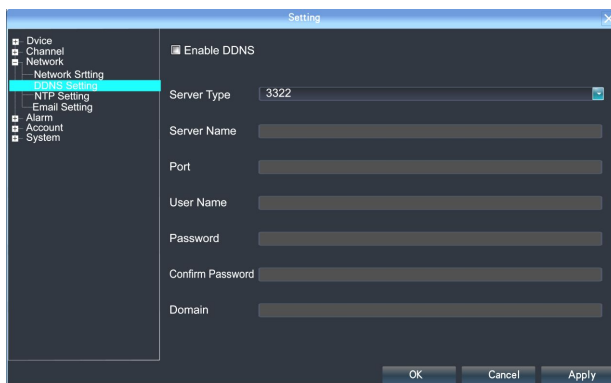 Setting
Dvice
Channel
Network
Network Srtting
DDNS Setting
NTP Setting
Email Setting
Alarm
Account
System
Enable DDNS
Server Type
3322
Server Name
Port
User Name
Password
Confirm Password
Domain
OK
Cancel
Apply